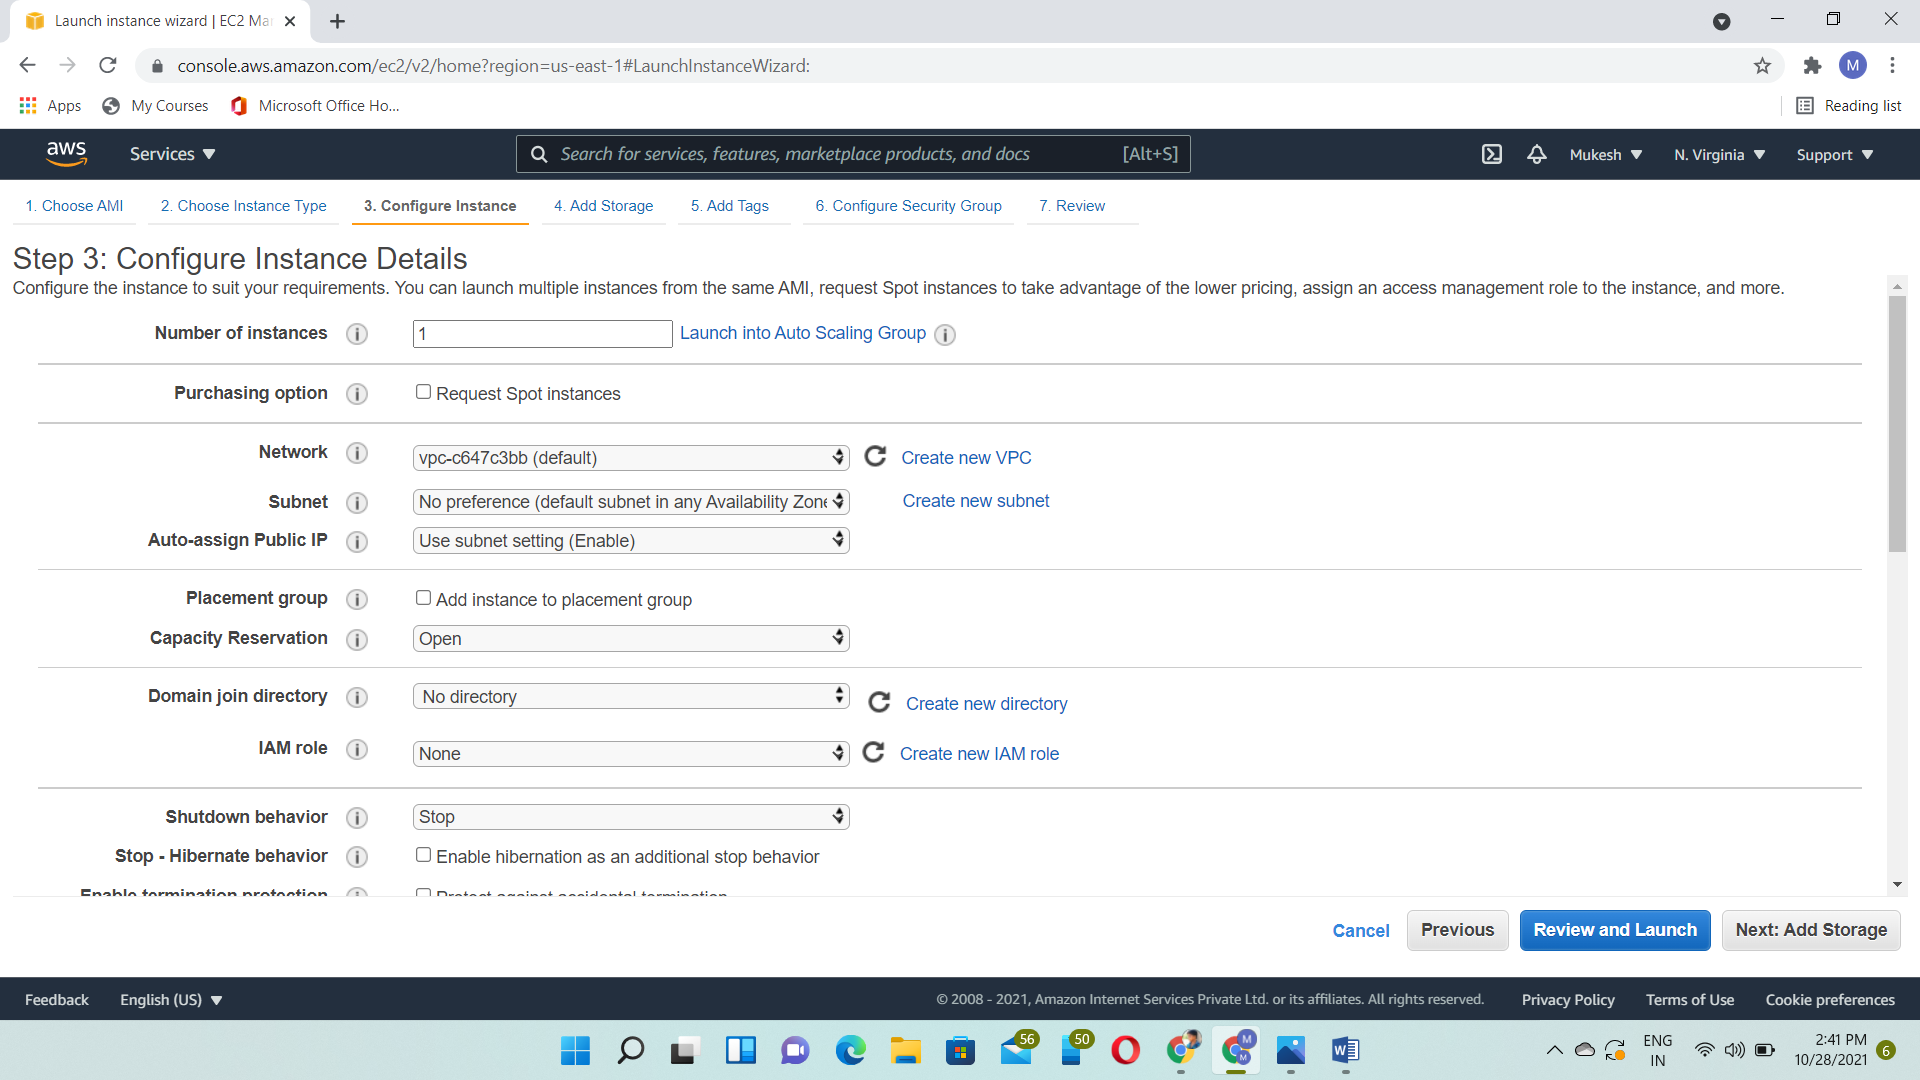 Launch instance wizard | EC2 Ma
console.aws.amazon.com/ec2/v2/home?region=us-east-1#LaunchInstanceWizard:
M
Apps
My Courses
Microsoft Office Ho...
Reading list
aws
Services
Search for services, features, marketplace products, and docs
[Alt+S]
Mukesh
N. Virginia
Support
1. Choose AMI
2. Choose Instance Type
3. Configure Instance
4. Add Storage
5. Add Tags
6. Configure Security Group
7. Review
Step 3: Configure Instance Details
Configure the instance to suit your requirements. You can launch multiple instances from the same AMI, request Spot instances to take advantage of the lower pricing, assign an access management role to the instance, and more.
Number of instances
1
Launch into Auto Scaling Group
Purchasing option
Request Spot instances
Network
vpc-c647c3bb (default)
Create new VPC
Subnet
No preference (default subnet in any Availability Zone
Create new subnet
Auto-assign Public IP
Use subnet setting (Enable)
Placement group
Add instance to placement group
Capacity Reservation
Open
Domain join directory
No directory
Create new directory
IAM role
None
Create new IAM role
Shutdown behavior
Stop
Stop - Hibernate behavior
Enable hibernation as an additional stop behavior
Enable termination protection
Protect against accidental termination
Cancel
Previous
Review and Launch
Next: Add Storage
Feedback
English (US)
© 2008 - 2021, Amazon Internet Services Private Ltd. or its affiliates. All rights reserved.
Privacy Policy
Terms of Use
Cookie preferences
56
50
M
M
ENG
IN
2:41 PM
10/28/2021
6